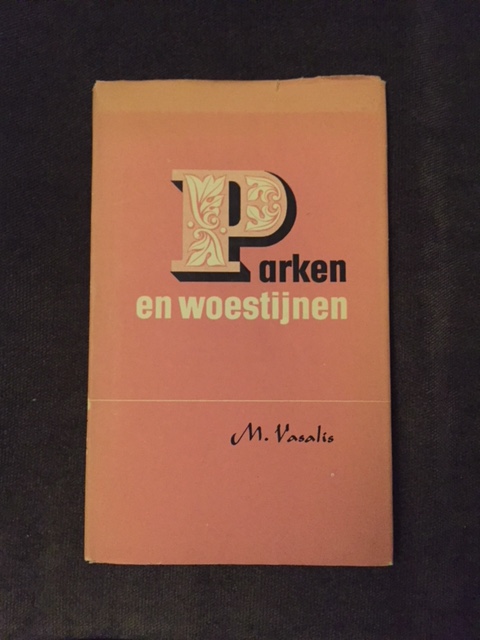 Parken
en woestijnen
M. Vasalis